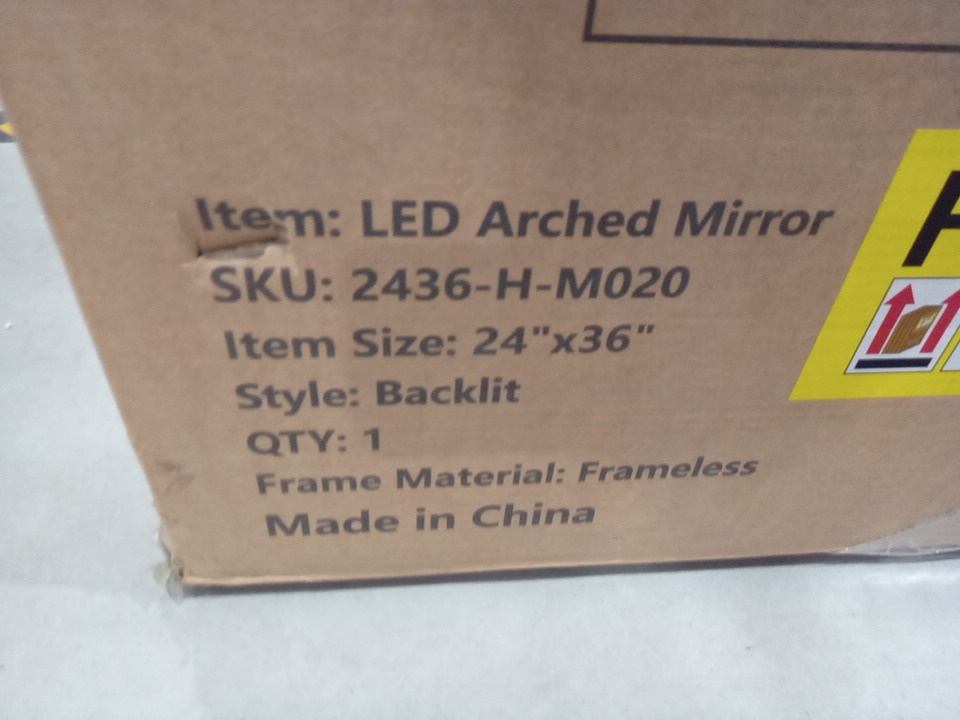 Item: LED Arched Mirror
SKU: 2436-H-M020
Item Size: 24"x36"
Style: Backlit
QTY: 1
Frame Material: Frameless
Made in China